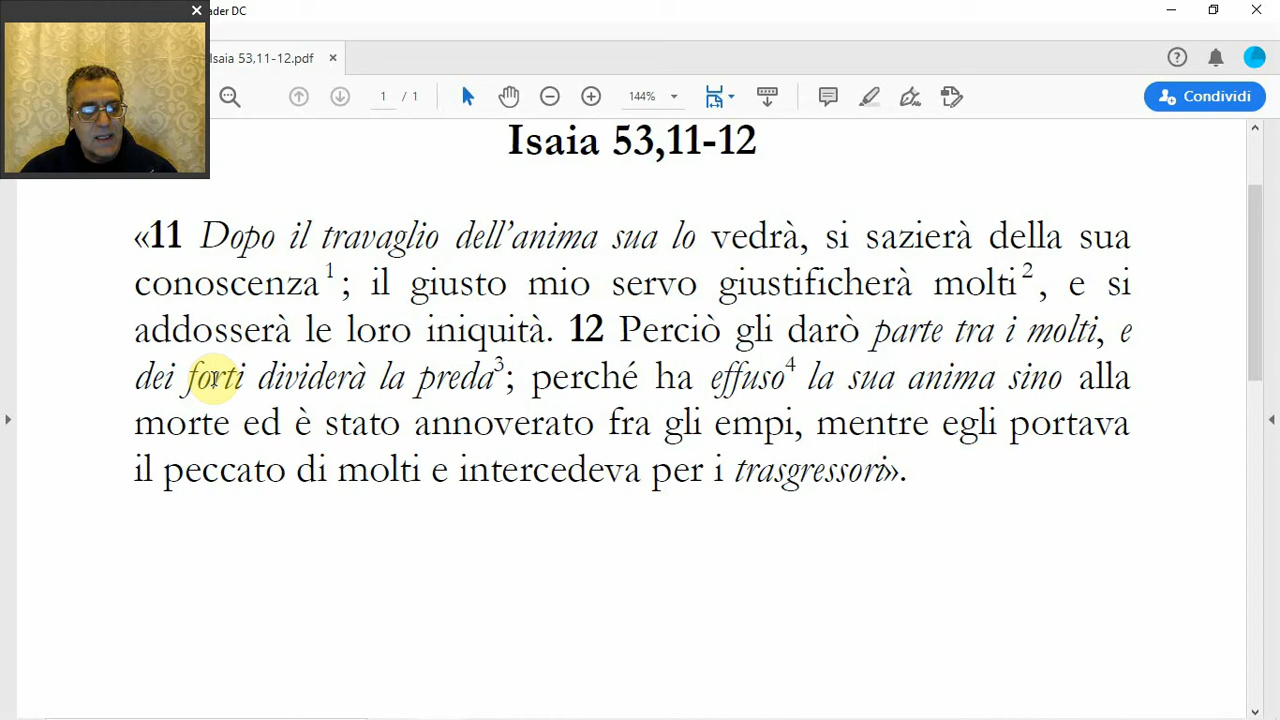 ader DC
Isaia 53,11-12.pdf
1 / 1
144%
Condividi
Isaia 53,11-12
«11 Dopo il travaglio dell’anima sua lo vedrà, si sazierà della sua
conoscenza1; il giusto mio servo giustificherà molti2, e si
addosserà le loro iniquità. 12 Perciò gli darò parte tra i molti, e
dei forti dividerà la preda3; perché ha effuso4 la sua anima sino alla
morte ed è stato annoverato fra gli empi, mentre egli portava
il peccato di molti e intercedeva per i trasgressori».